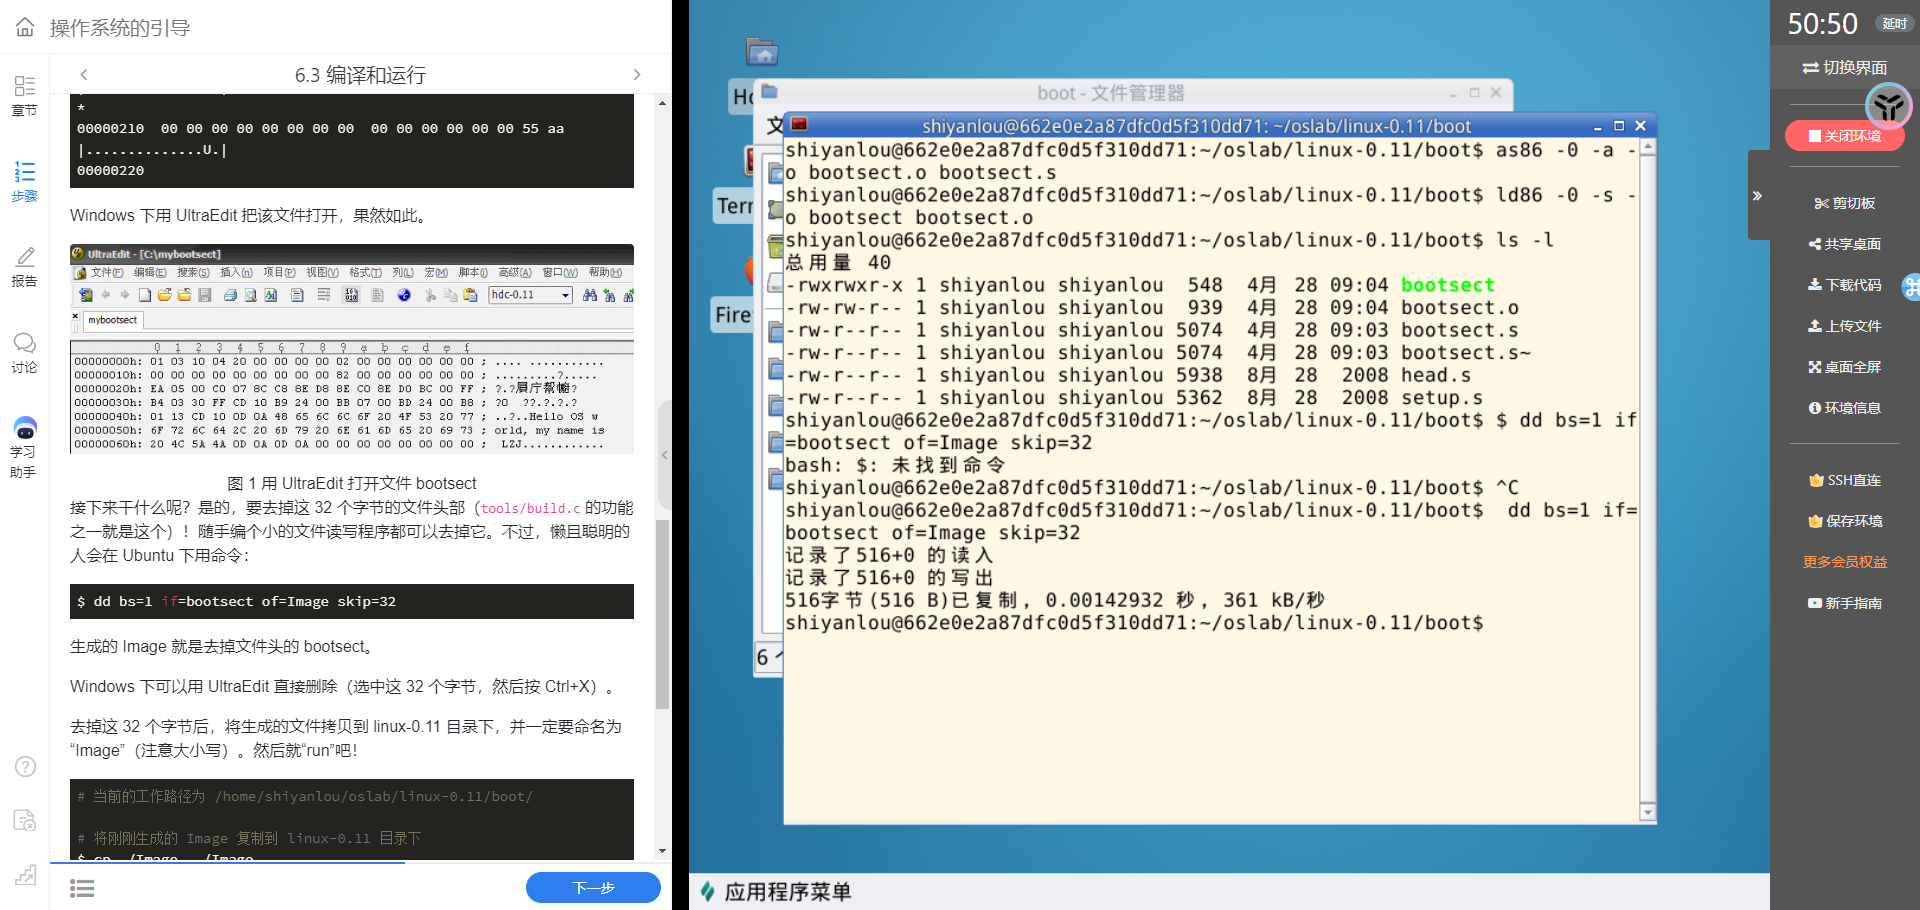 操作系统的引导
章节
步骤
报告
讨论
学习
助手
6.3 编译和运行
*
00000210  00 00 00 00 00 00 00 00  00 00 00 00 00 00 55 aa
|..............U.|
00000220
Windows 下用 UltraEdit 把该文件打开，果然如此。
UltraEdit - [C:\mybootsect]
文件(F) 编辑(E) 搜索(S) 插入(n) 项目(P) 视图(V) 格式(T) 列(L) 宏(M) 脚本(i) 高级(A) 窗口(W) 帮助(H)
hdc-0.11
mybootsect
0 1 2 3 4 5 6 7 8 9 a b c d e f
00000000h: 01 03 10 04 20 00 00 00 00 02 00 00 00 00 00 00 ; .... ...........
00000010h: 00 00 00 00 00 00 00 00 00 82 00 00 00 00 00 00 ; .........?......
00000020h: EA 05 00 C0 07 8C C8 8E D8 8E C0 8E D0 BC 00 FF ;
00000030h: B4 03 30 FF CD 10 B9 24 00 BB 07 00 BD 24 00 B8 ; ?0 ??.?.?.?
00000040h: 01 13 CD 10 0D 0A 48 65 6C 6C 6F 20 4F 53 20 77 ; ..?..Hello OS w
00000050h: 6F 72 6C 64 2C 20 6D 79 20 6E 61 6D 65 20 69 73 ; orld, my name is
00000060h: 20 4C 5A 4A 0D 0A 0D 0A 00 00 00 00 00 00 00 00 ;  LZJ............
图 1 用 UltraEdit 打开文件 bootsect
接下来干什么呢？是的，要去掉这 32 个字节的文件头部（tools/build.c 的功能
之一就是这个）！随手编个小的文件读写程序都可以去掉它。不过，懒且聪明的
人会在 Ubuntu 下用命令：
$ dd bs=1 if=bootsect of=Image skip=32
生成的 Image 就是去掉文件头的 bootsect。
Windows 下可以用 UltraEdit 直接删除（选中这 32 个字节，然后按 Ctrl+X）。
去掉这 32 个字节后，将生成的文件拷贝到 linux-0.11 目录下，并一定要命名为
“Image”（注意大小写）。然后就“run”吧！
# 当前的工作路径为 /home/shiyanlou/oslab/linux-0.11/boot/
# 将刚刚生成的 Image 复制到 linux-0.11 目录下
$ cp ./Image ../Image
下一步
Ho
Tern
Fire
boot - 文件管理器
文
6 个
shiyanlou@662e0e2a87dfc0d5f310dd71: ~/oslab/linux-0.11/boot
shiyanlou@662e0e2a87dfc0d5f310dd71:~/oslab/linux-0.11/boot$ as86 -0 -a -
o bootsect.o bootsect.s
shiyanlou@662e0e2a87dfc0d5f310dd71:~/oslab/linux-0.11/boot$ ld86 -0 -s -
o bootsect bootsect.o
shiyanlou@662e0e2a87dfc0d5f310dd71:~/oslab/linux-0.11/boot$ ls -l
总用量 40
-rwxrwxr-x 1 shiyanlou shiyanlou  548  4月 28 09:04 bootsect
-rw-rw-r-- 1 shiyanlou shiyanlou  939  4月 28 09:04 bootsect.o
-rw-r--r-- 1 shiyanlou shiyanlou 5074  4月 28 09:03 bootsect.s
-rw-r--r-- 1 shiyanlou shiyanlou 5074  4月 28 09:03 bootsect.s~
-rw-r--r-- 1 shiyanlou shiyanlou 5938  8月 28  2008 head.s
-rw-r--r-- 1 shiyanlou shiyanlou 5362  8月 28  2008 setup.s
shiyanlou@662e0e2a87dfc0d5f310dd71:~/oslab/linux-0.11/boot$ $ dd bs=1 if
=bootsect of=Image skip=32
bash: $: 未找到命令
shiyanlou@662e0e2a87dfc0d5f310dd71:~/oslab/linux-0.11/boot$ ^C
shiyanlou@662e0e2a87dfc0d5f310dd71:~/oslab/linux-0.11/boot$  dd bs=1 if=
bootsect of=Image skip=32
记录了516+0 的读入
记录了516+0 的写出
516字节(516 B)已复制，0.00142932 秒，361 kB/秒
shiyanlou@662e0e2a87dfc0d5f310dd71:~/oslab/linux-0.11/boot$
应用程序菜单
50:50 延时
切换界面
关闭环境
剪切板
共享桌面
下载代码
上传文件
桌面全屏
环境信息
SSH直连
保存环境
更多会员权益
新手指南